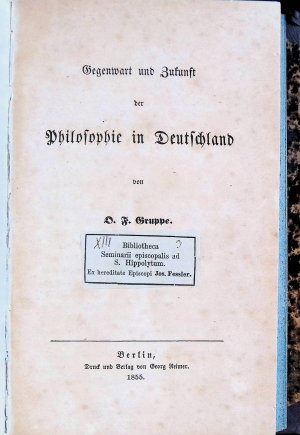 Gegenwart und Zukunft
der
Philosophie in Deutschland
von
O. F. Gruppe.
XIII
3
Bibliotheca
Seminarii episcopalis ad
S. Hippolytum.
Ex hereditate Episcopi Jos. Fessler.
Berlin,
Druck und Verlag von Georg Reimer.
1855.